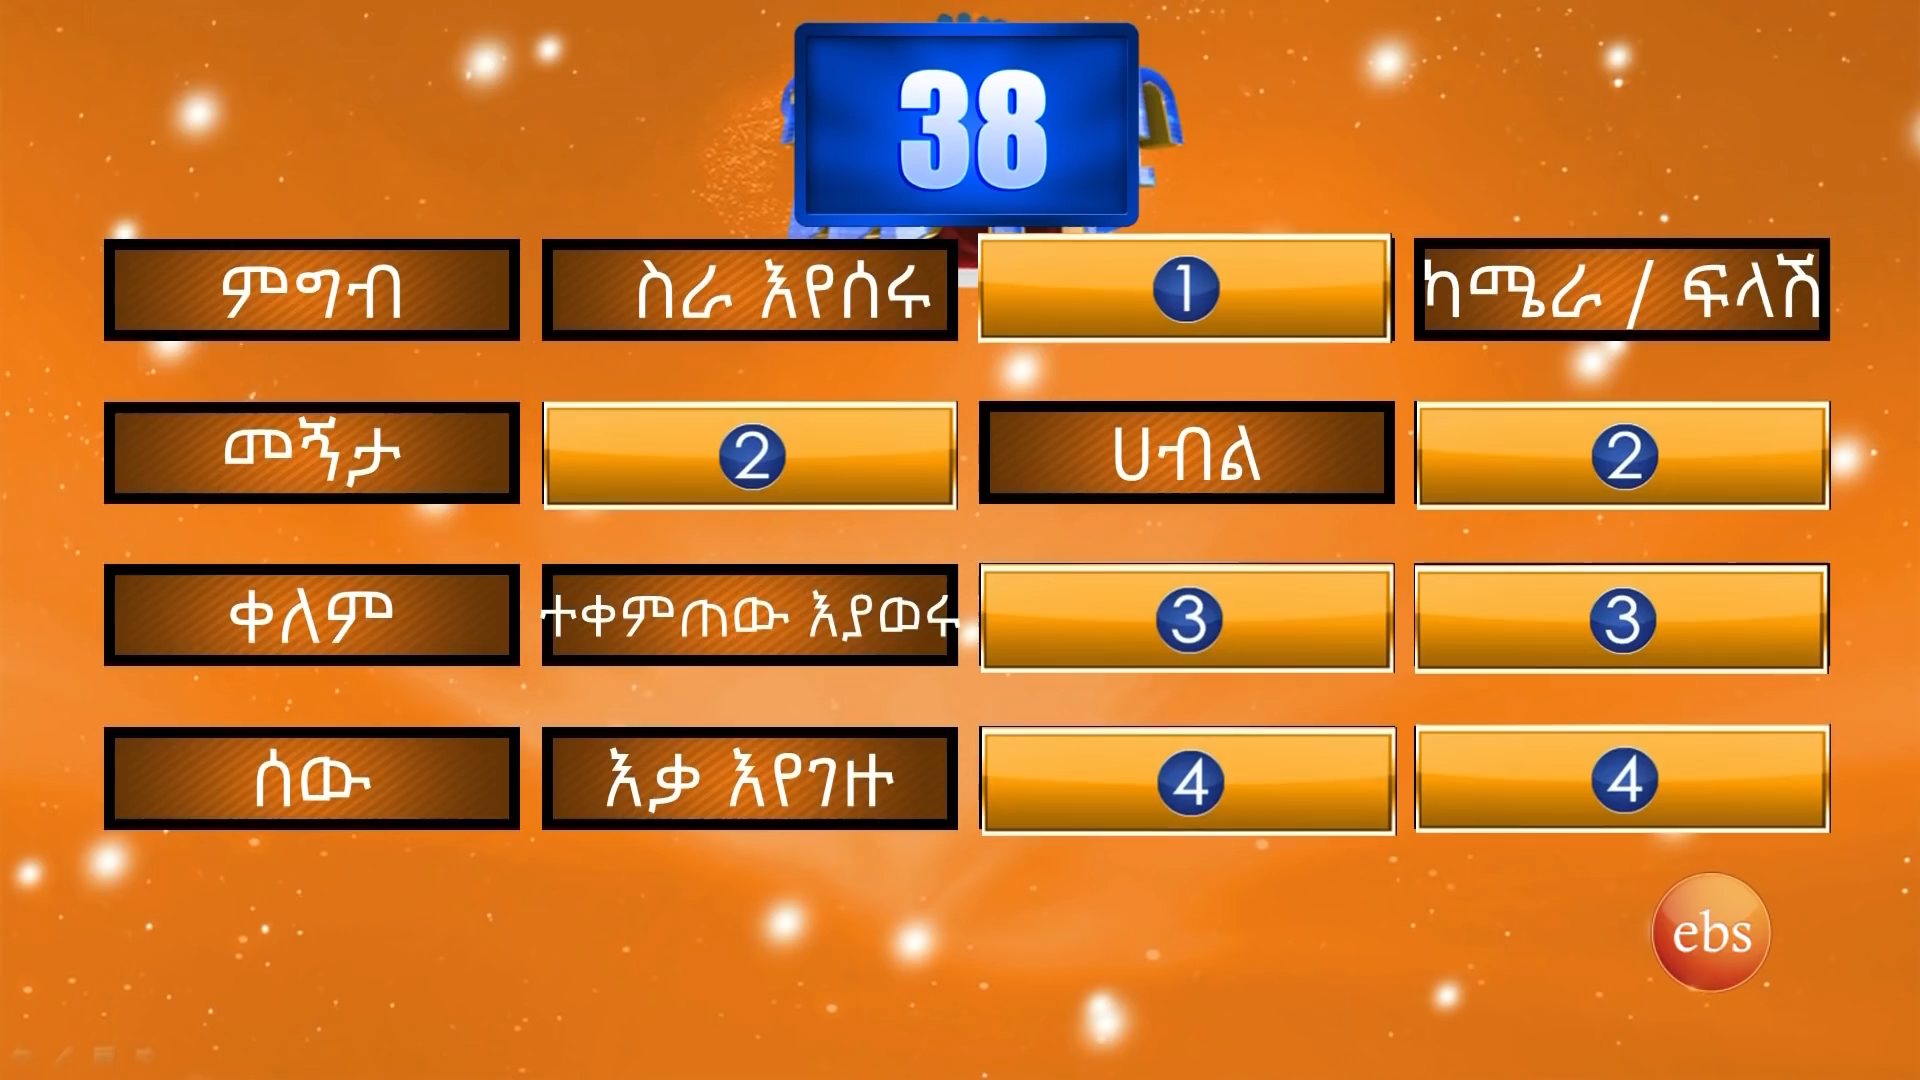 38
ምግብ
ስራ እየሰሩ
1
ካሜራ / ፍላሽ
መኝታ
2
ሀብል
2
ቀለም
ተቀምጠው እያወሩ
3
3
ሰው
እቃ እየገዙ
4
4
ebs